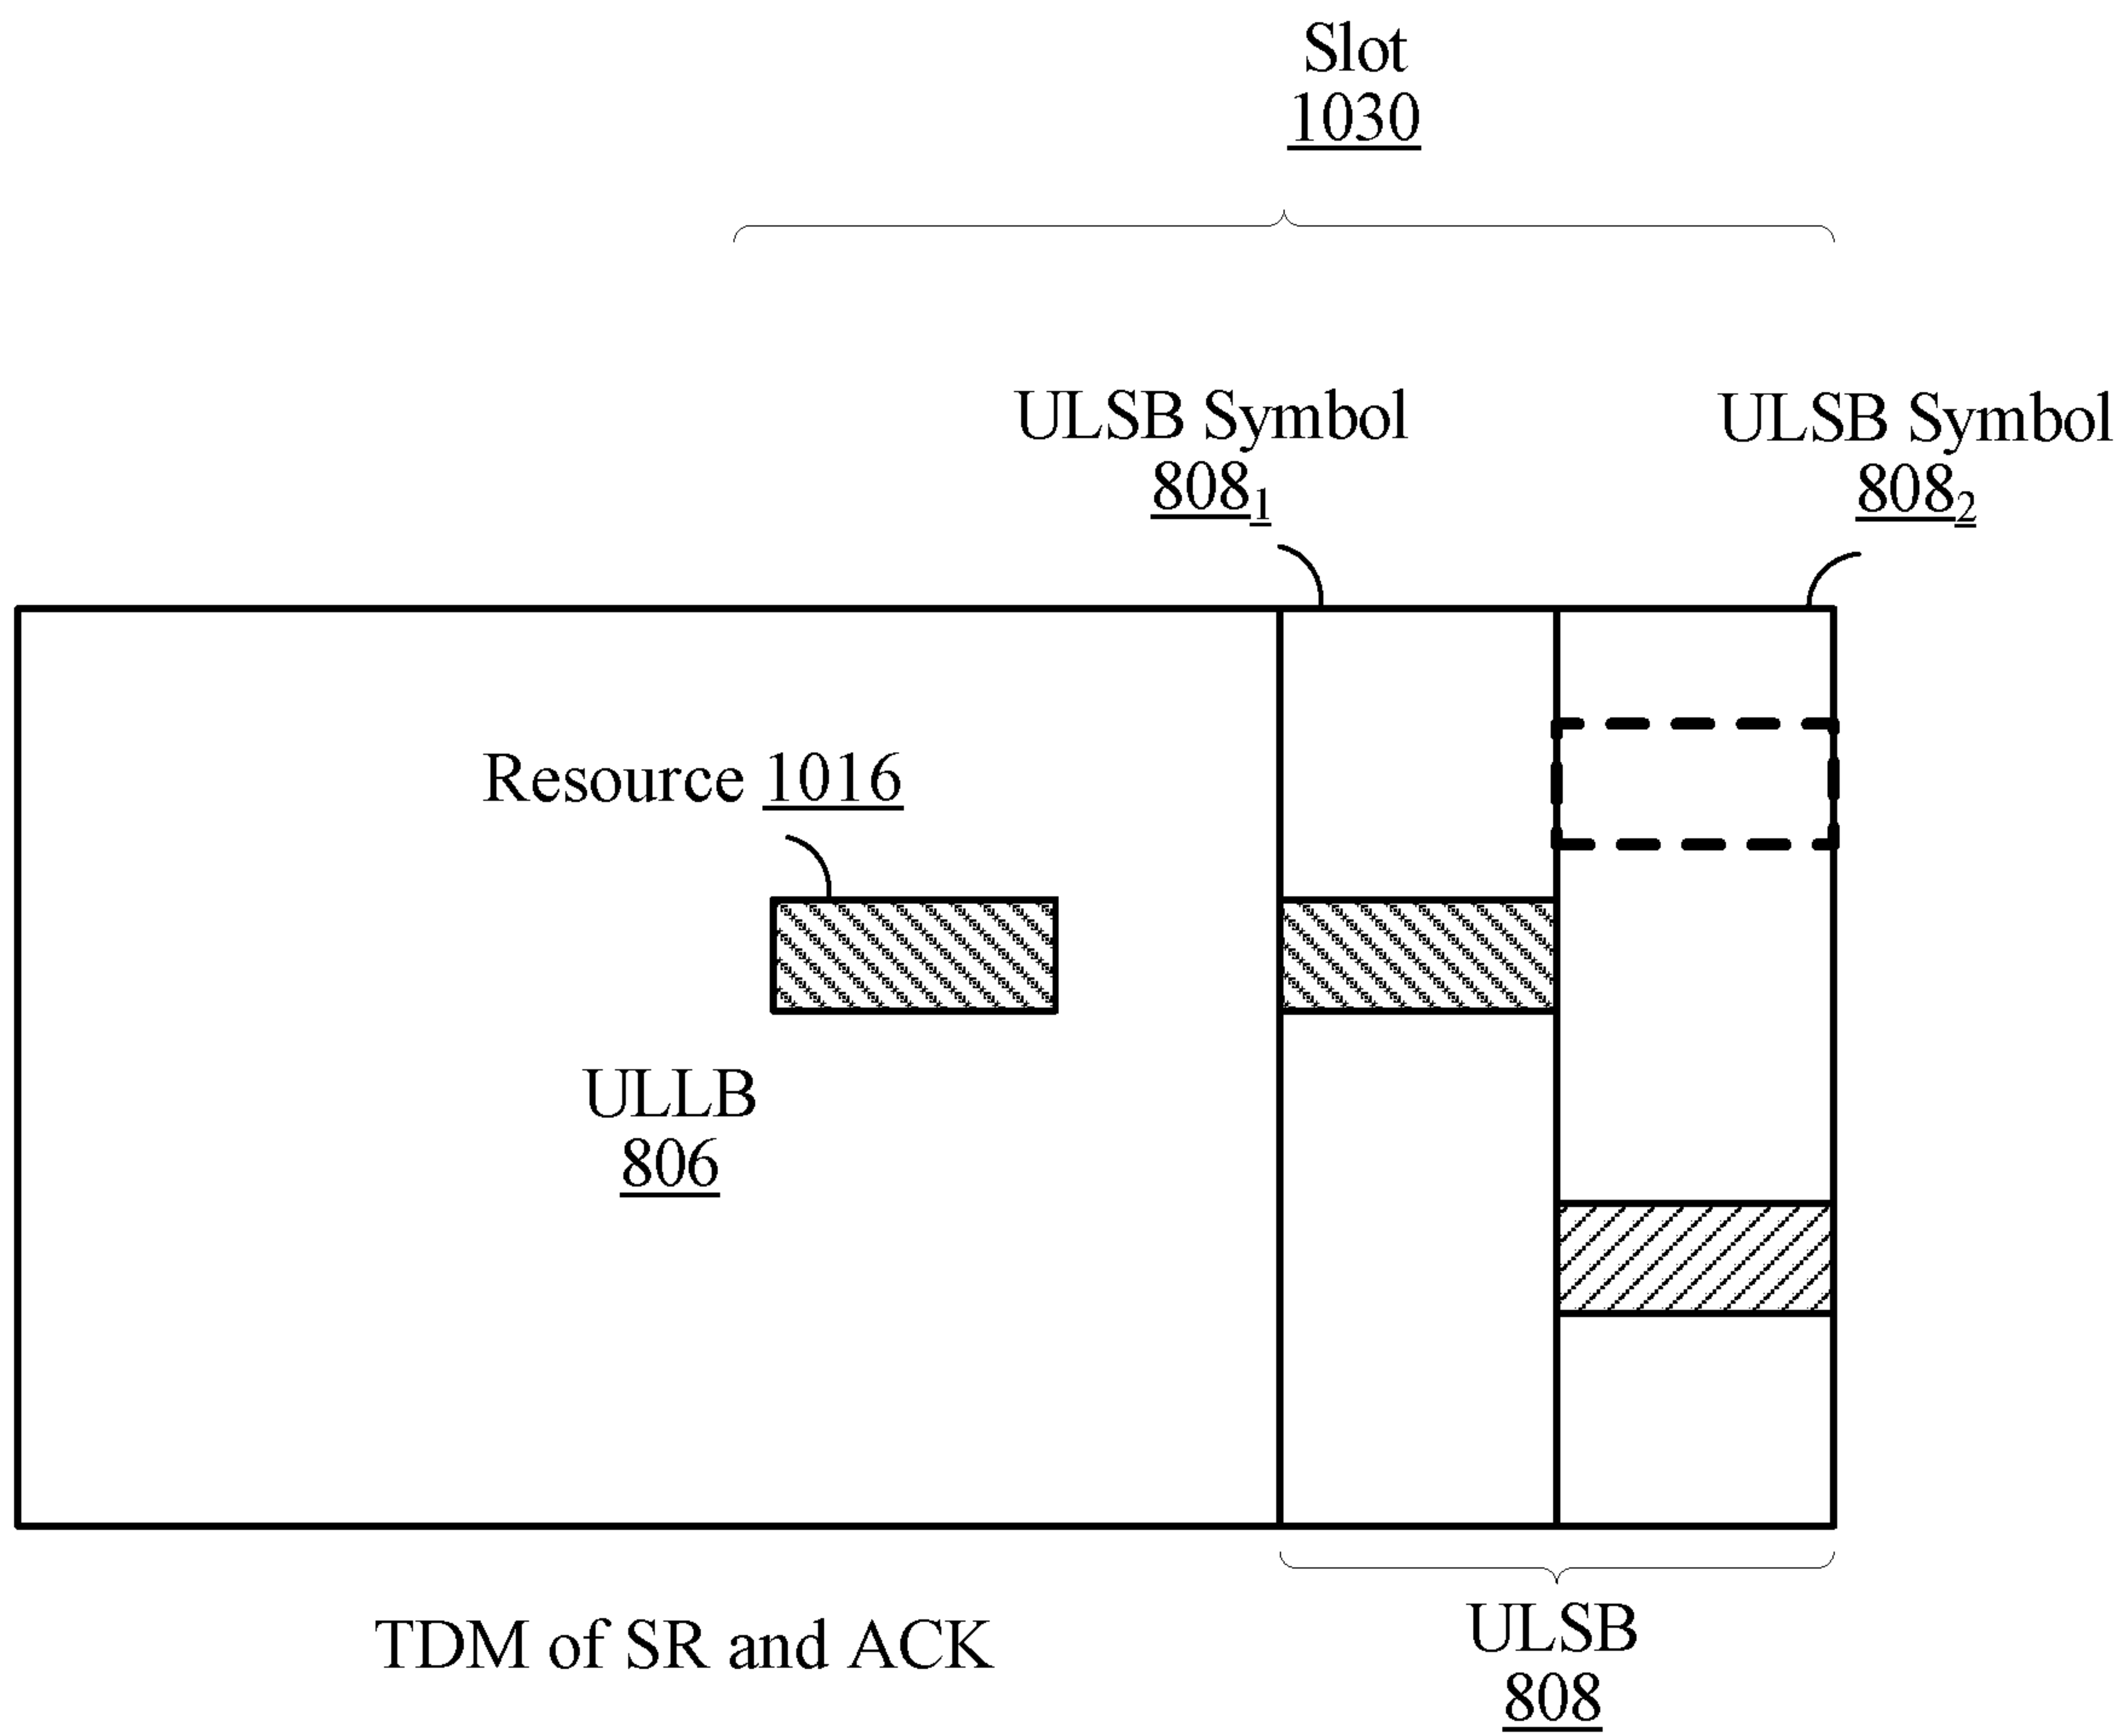 Slot
1030
ULSB Symbol
808₁
ULSB Symbol
808₂
Resource 1016
ULLB
806
TDM of SR and ACK
ULSB
808